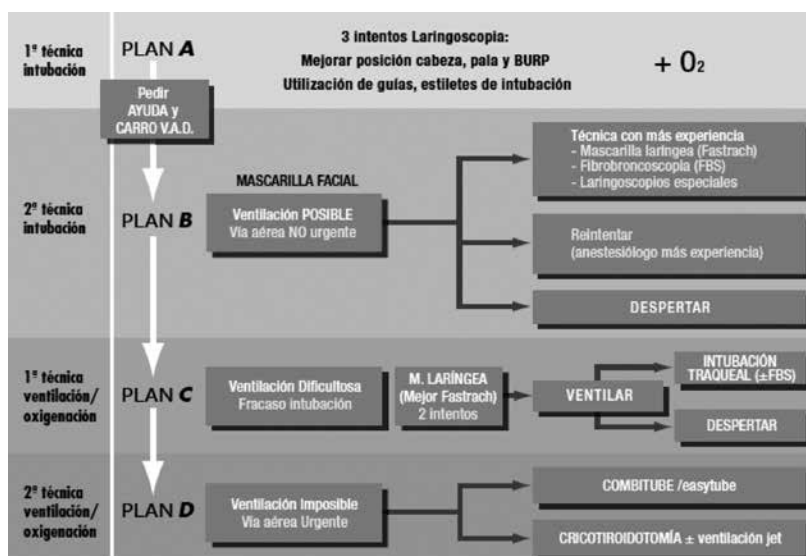 1ª técnica
intubación
PLAN A
3 intentos Laringoscopia:
Mejorar posición cabeza, pala y BURP
Utilización de guías, estiletes de intubación
+ O₂
Pedir
AYUDA y
CARRO V.A.D.
2ª técnica
intubación
PLAN B
MASCARILLA FACIAL
Ventilación POSIBLE
Vía aérea NO urgente
Técnica con más experiencia
- Mascarilla laríngea (Fastrach)
- Fibrobroncoscopia (FBS)
- Laringoscopios especiales
Reintentar
(anestesiólogo más experiencia)
DESPERTAR
1ª técnica
ventilación/
oxigenación
PLAN C
Ventilación Dificultosa
Fracaso intubación
M. LARÍNGEA
(Mejor Fastrach)
2 intentos
VENTILAR
INTUBACIÓN
TRAQUEAL (±FBS)
DESPERTAR
2ª técnica
ventilación/
oxigenación
PLAN D
Ventilación Imposible
Vía aérea Urgente
COMBITUBE /easytube
CRICOTIROIDOTOMÍA ± ventilación jet